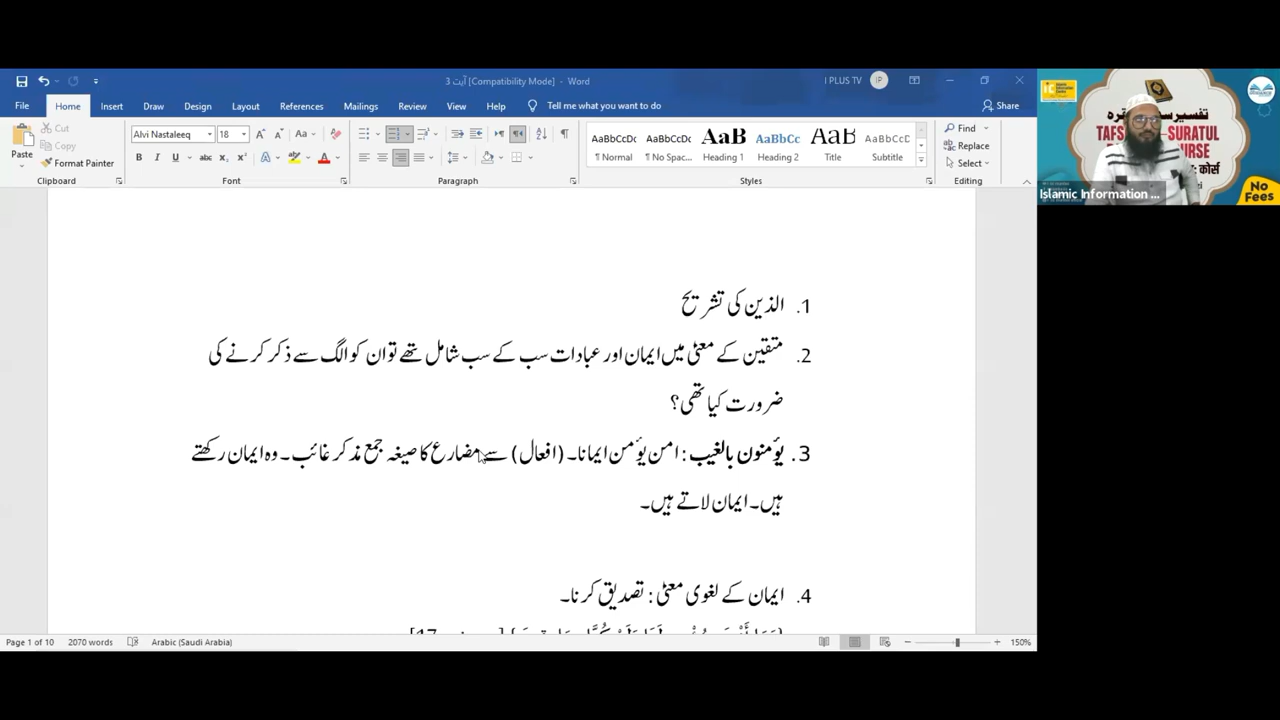 آیت 3 [Compatibility Mode] - Word
I PLUS TV
IP
File Home Insert Draw Design Layout References Mailings Review View Help Tell me what you want to do Share
Paste
Cut
Copy
Format Painter
Clipboard
Alvi Nastaleeq 18
Font
Paragraph
AaBbCcDc ¶ Normal
AaBbCcDc ¶ No Spac...
AaB Heading 1
AaBbCc Heading 2
AaB Title
AaBbCcD Subtitle
Styles
Find
Replace
Select
Editing
1. الذین کی تشریح
2. متقین کے معنی میں ایمان اور عبادات سب کے سب شامل تھے تو ان کو الگ سے ذکر کرنے کی
ضرورت کیا تھی؟
3. یؤمنون بالغیب : امن یؤمن ایمانا۔ (افعال) سے مضارع کا صیغہ جمع مذکر غائب۔ وہ ایمان رکھتے
ہیں۔ ایمان لاتے ہیں۔
4. ایمان کے لغوی معنی : تصدیق کرنا۔
Page 1 of 10 2070 words Arabic (Saudi Arabia) 150%
TAFS SURATUL
URSE
कोर्स
Islamic Information ...
No
Fees